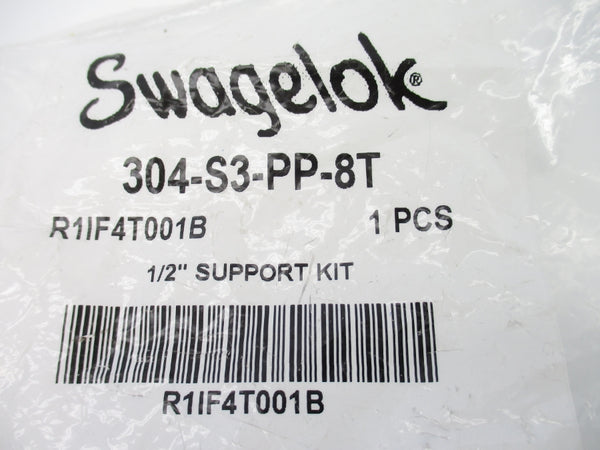 Swagelok®
304-S3-PP-8T
R1IF4T001B 1 PCS
1/2" SUPPORT KIT
R1IF4T001B